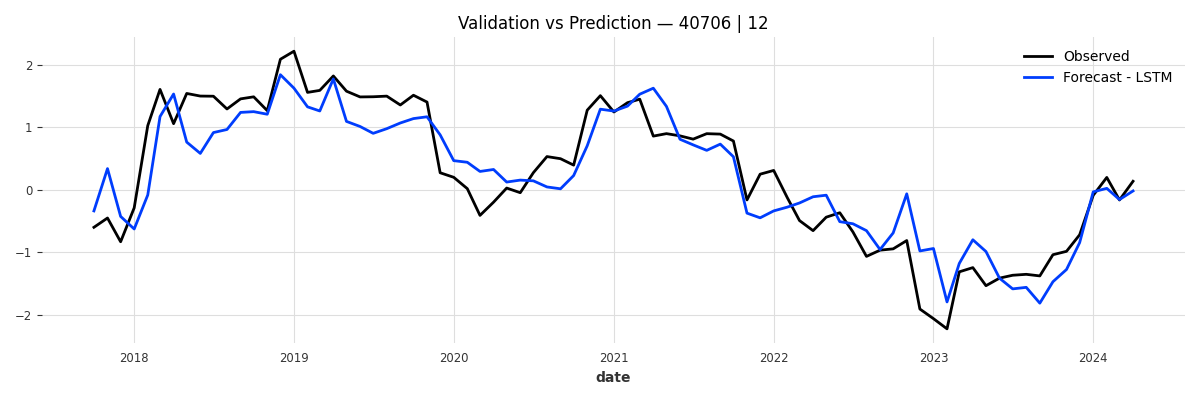 Validation vs Prediction — 40706 | 12
Observed
Forecast - LSTM
2
1
0
−1
−2
2018 2019 2020 2021 2022 2023 2024
date